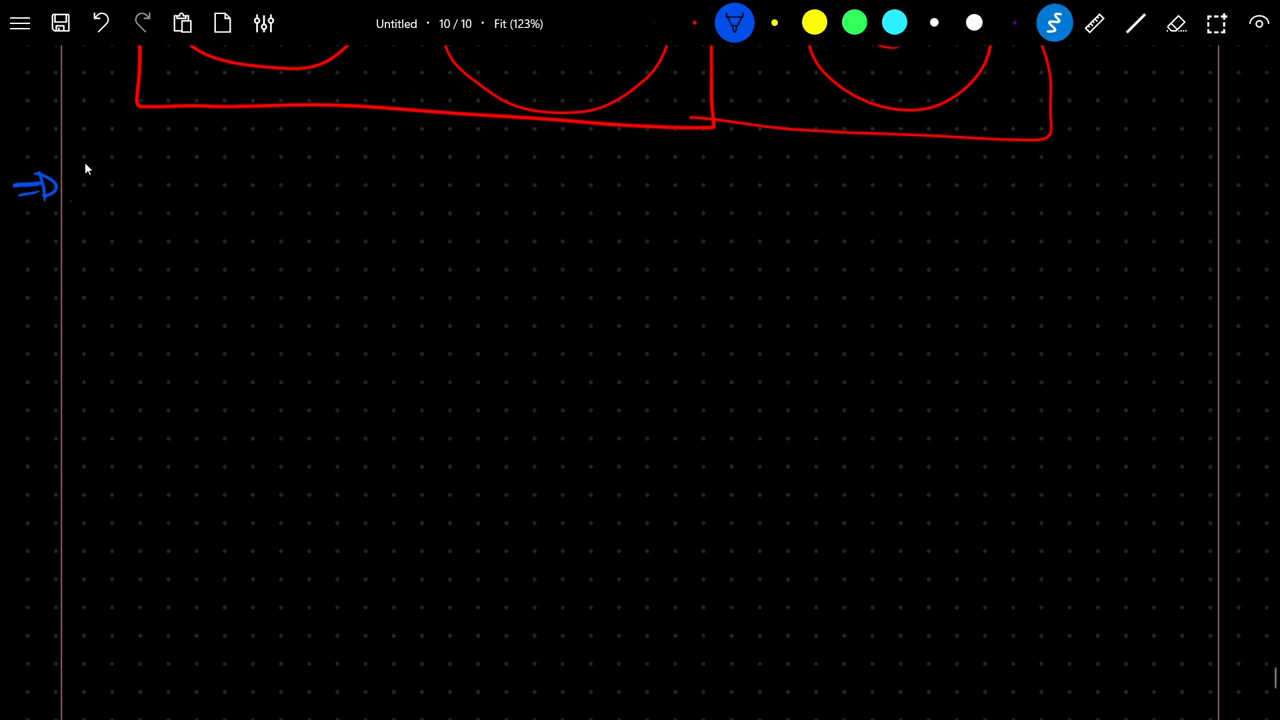 Untitled • 10 / 10 • Fit (123%)
⇒